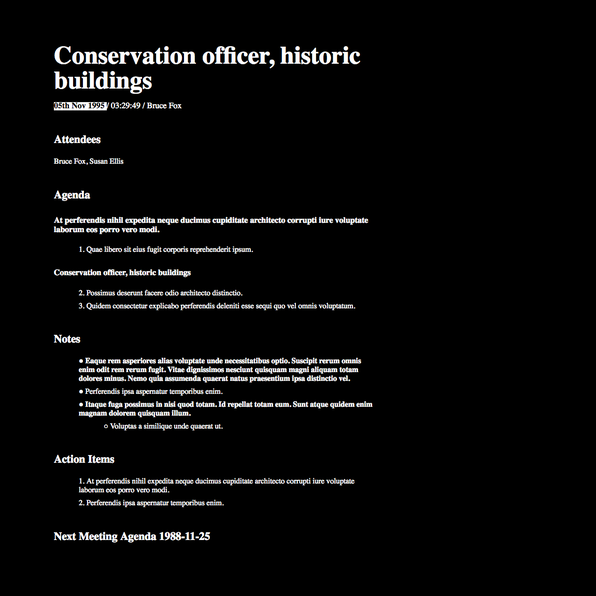 Conservation officer, historic
buildings
05th Nov 1995 / 03:29:49 / Bruce Fox
Attendees
Bruce Fox, Susan Ellis
Agenda
At perferendis nihil expedita neque ducimus cupiditate architecto corrupti iure voluptate
laborum eos porro vero modi.
1. Quae libero sit eius fugit corporis reprehenderit ipsum.
Conservation officer, historic buildings
2. Possimus deserunt facere odio architecto distinctio.
3. Quidem consectetur explicabo perferendis deleniti esse sequi quo vel omnis voluptatum.
Notes
● Eaque rem asperiores alias voluptate unde necessitatibus optio. Suscipit rerum omnis
enim odit rem rerum fugit. Vitae dignissimos nesciunt quisquam magni aliquam totam
dolores minus. Nemo quia assumenda quaerat natus praesentium ipsa distinctio vel.
● Perferendis ipsa aspernatur temporibus enim.
● Itaque fuga possimus in nisi quod totam. Id repellat totam eum. Sunt atque quidem enim
magnam dolorem quisquam illum.
○ Voluptas a similique unde quaerat ut.
Action Items
1. At perferendis nihil expedita neque ducimus cupiditate architecto corrupti iure voluptate
laborum eos porro vero modi.
2. Perferendis ipsa aspernatur temporibus enim.
Next Meeting Agenda 1988-11-25